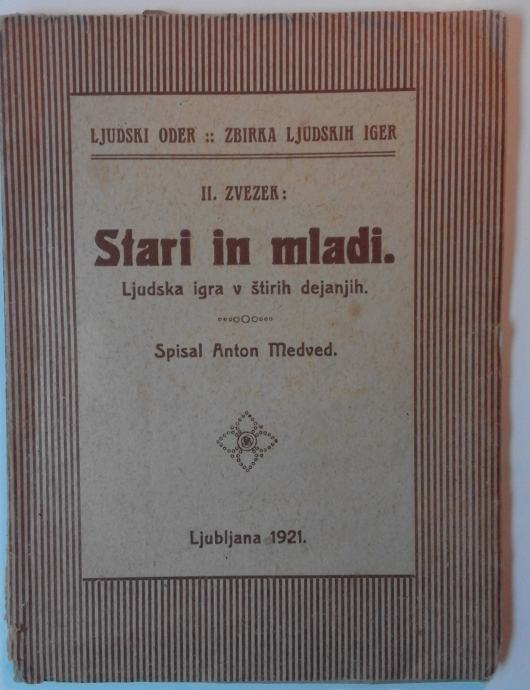 LJUDSKI ODER :: ZBIRKA LJUDSKIH IGER
II. ZVEZEK:
Stari in mladi.
Ljudska igra v štirih dejanjih.
Spisal Anton Medved.
Ljubljana 1921.